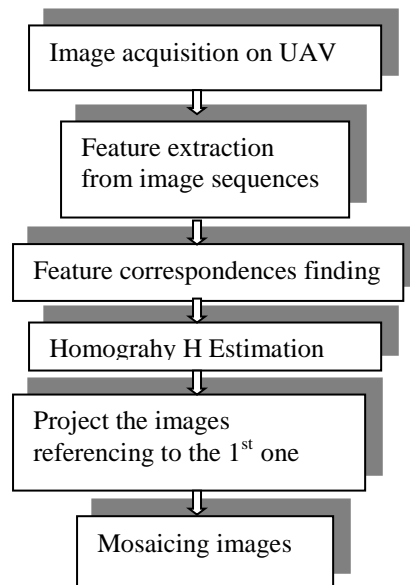 Image acquisition on UAV
Feature extraction
from image sequences
Feature correspondences finding
Homograhy H Estimation
Project the images
referencing to the 1st one
Mosaicing images